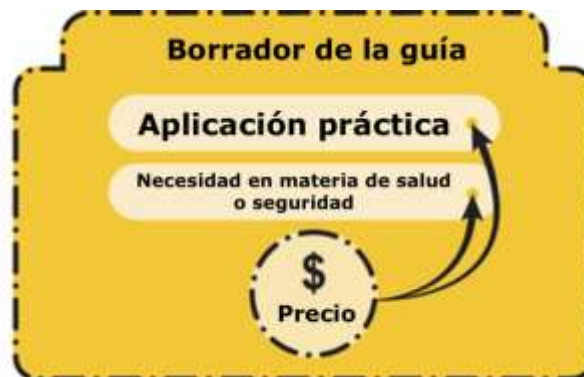 Borrador de la guía
Aplicación práctica
Necesidad en materia de salud
o seguridad
$
Precio